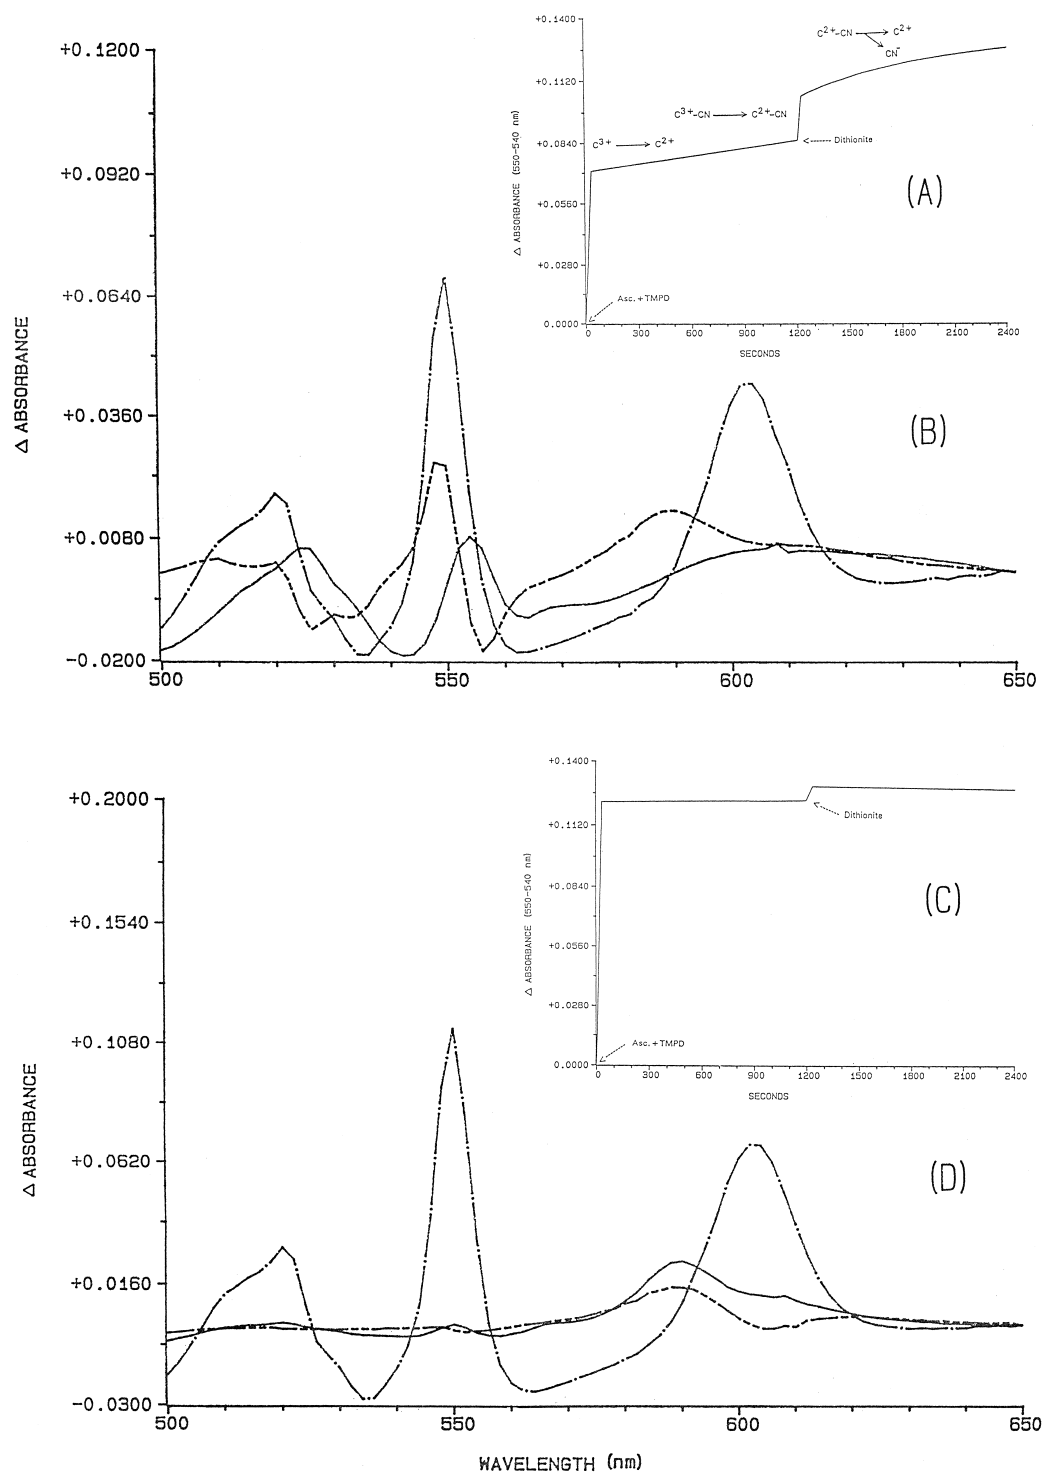 +0.1400
+0.1120
+0.0840
+0.0560
+0.0280
0.0000
Δ ABSORBANCE (550-540 nm)
C3+ ⟶ C2+
C3+-CN ⟶ C2+-CN
C2+-CN ⟶ C2+
CN-
Dithionite
Asc.+TMPD
0 300 600 900 1200 1500 1800 2100 2400
SECONDS
(A)
+0.1200
+0.0920
+0.0640
+0.0360
+0.0080
-0.0200
Δ ABSORBANCE
(B)
500 550 600 650
+0.1400
+0.1120
+0.0840
+0.0560
+0.0280
0.0000
Δ ABSORBANCE (550-540 nm)
Dithionite
Asc.+TMPD
0 300 600 900 1200 1500 1800 2100 2400
SECONDS
(C)
+0.2000
+0.1540
+0.1080
+0.0620
+0.0160
-0.0300
Δ ABSORBANCE
(D)
500 550 600 650
WAVELENGTH (nm)